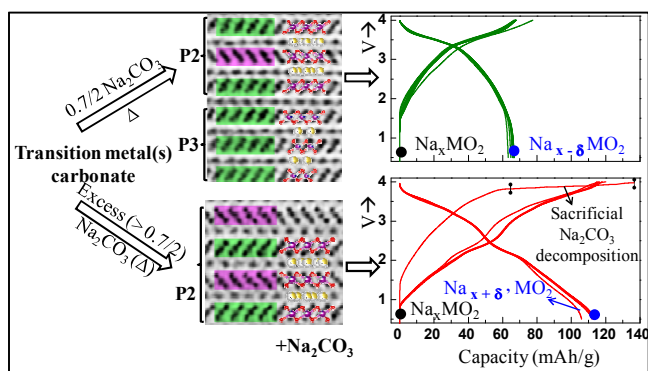 P2
P3
0.7/2 Na₂CO₃
Δ
Transition metal(s)
carbonate
Excess (>0.7/2)
Na₂CO₃ (Δ)
P2
+Na₂CO₃
V →
4
3
2
1
NaₓMO₂
Naₓ₋δMO₂
V →
4
3
2
1
Sacrificial
Na₂CO₃
decomposition
NaₓMO₂
Naₓ₊δ'MO₂
0 20 40 60 80 100 120 140
Capacity (mAh/g)